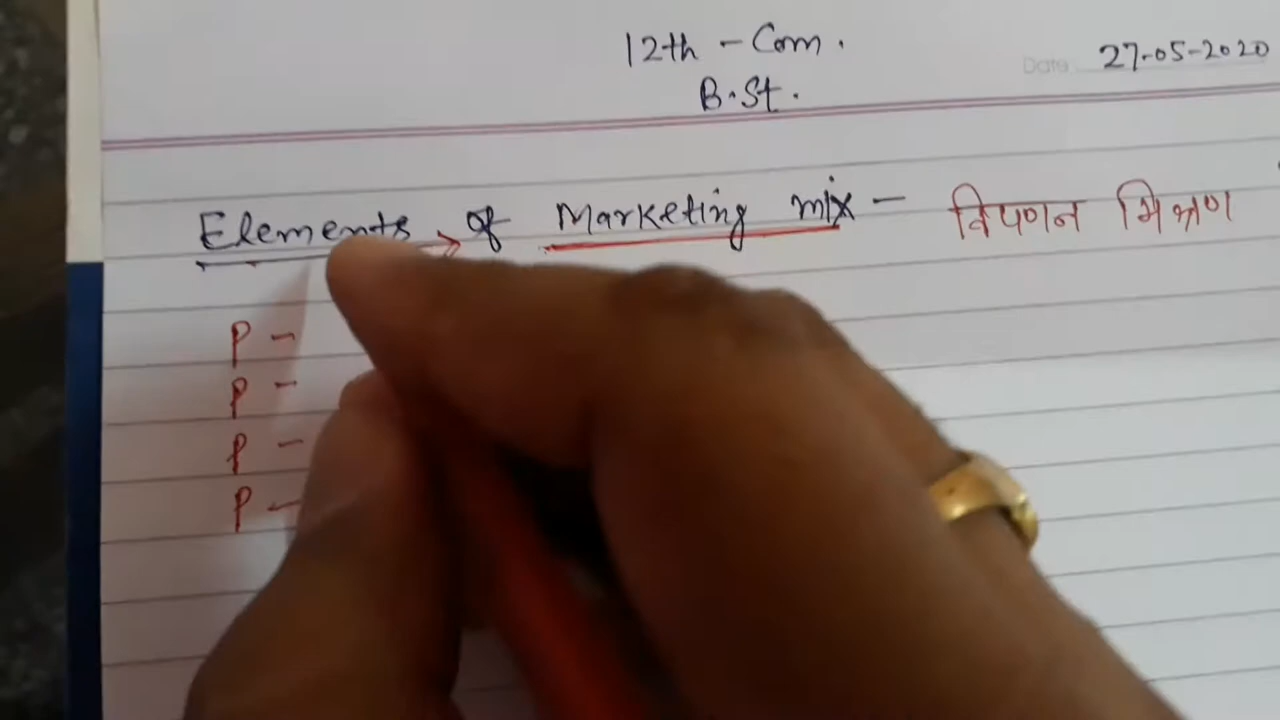 12th - Com.
B.St.
Date 27-05-2020
Elements of Marketing mix - विपणन मिश्रण
P -
P -
P -
P -